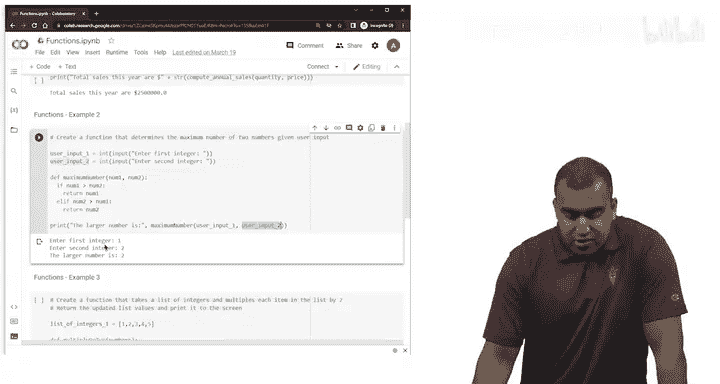 Functions.ipynb - Colaboratory
Incognito (2)
Functions.ipynb
File Edit View Insert Runtime Tools Help Last edited on March 19
Comment Share A
+ Code + Text Connect Editing
print("Total sales this year are $" + str(compute_annual_sales(quantity, price)))
Total sales this year are $2500000.0
Functions - Example 2
# Create a function that determines the maximum number of two numbers given user input
user_input_1 = int(input("Enter first integer: "))
user_input_2 = int(input("Enter second integer: "))
def maximumNumber(num1, num2):
if num1 > num2:
return num1
elif num2 > num1:
return num2
print("The larger number is:", maximumNumber(user_input_1, user_input_2))
Enter first integer: 1
Enter second integer: 2
The larger number is: 2
Functions - Example 3
# Create a function that takes a list of integers and multiples each item in the list by 2
# Return the updated list values and print it to the screen
list_of_integers_1 = [1,2,3,4,5]
bilibili